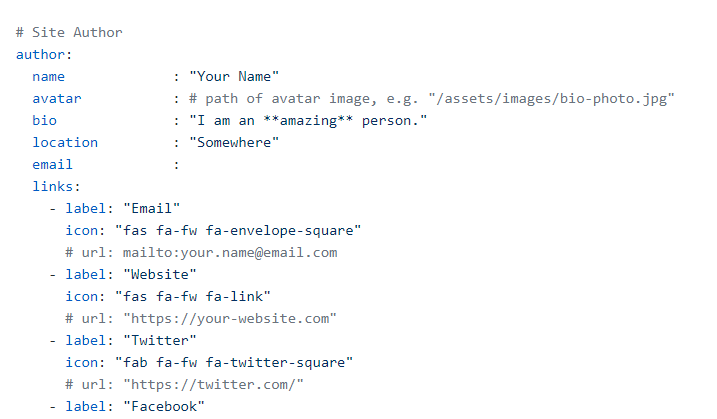 # Site Author
author:
  name             : "Your Name"
  avatar           : # path of avatar image, e.g. "/assets/images/bio-photo.jpg"
  bio              : "I am an **amazing** person."
  location         : "Somewhere"
  email            :
  links:
    - label: "Email"
      icon: "fas fa-fw fa-envelope-square"
      # url: mailto:your.name@email.com
    - label: "Website"
      icon: "fas fa-fw fa-link"
      # url: "https://your-website.com"
    - label: "Twitter"
      icon: "fab fa-fw fa-twitter-square"
      # url: "https://twitter.com/"
    - label: "Facebook"